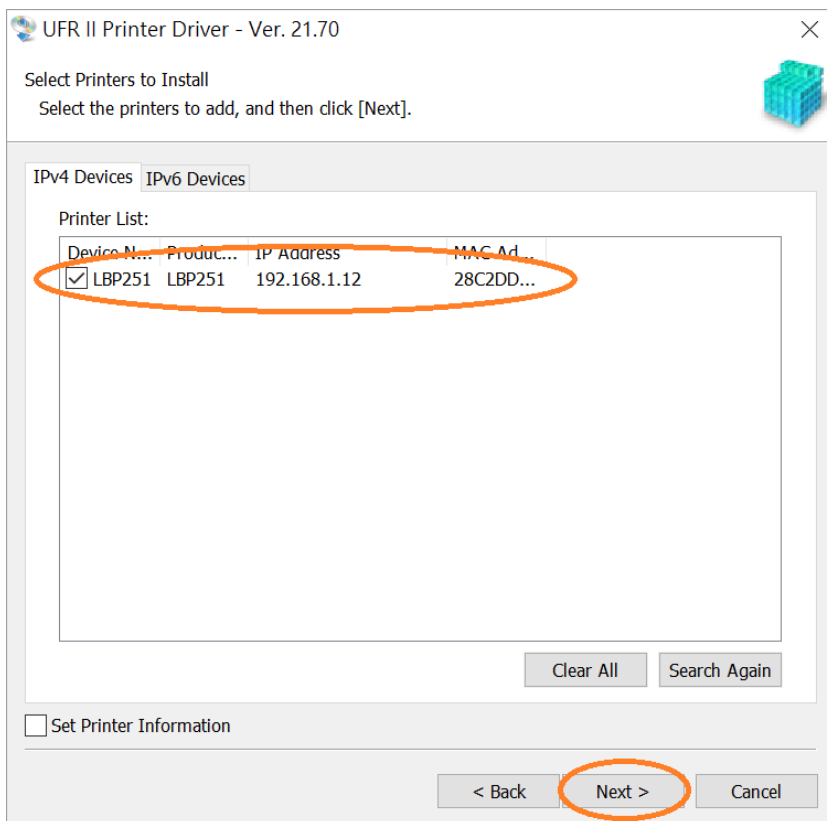 UFR II Printer Driver - Ver. 21.70
Select Printers to Install
Select the printers to add, and then click [Next].
IPv4 Devices IPv6 Devices
Printer List:
Device N... Produc... IP Address MAC Ad...
LBP251 LBP251 192.168.1.12 28C2DD...
Clear All Search Again
Set Printer Information
< Back Next > Cancel